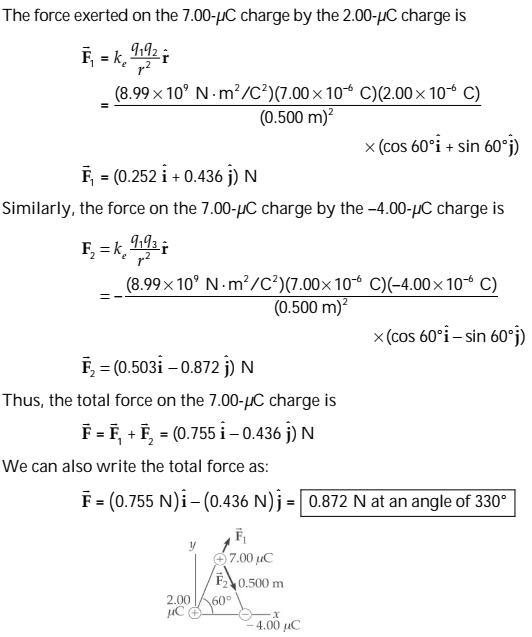 The force exerted on the 7.00-μC charge by the 2.00-μC charge is
F⃗₁ = kₑ q₁q₂/r² r̂
= (8.99 × 10⁹ N·m²/C²)(7.00 × 10⁻⁶ C)(2.00 × 10⁻⁶ C)/(0.500 m)²
× (cos 60°î + sin 60°ĵ)
F⃗₁ = (0.252 î + 0.436 ĵ) N
Similarly, the force on the 7.00-μC charge by the –4.00-μC charge is
F₂ = kₑ q₁q₃/r² r̂
= –(8.99 × 10⁹ N·m²/C²)(7.00 × 10⁻⁶ C)(–4.00 × 10⁻⁶ C)/(0.500 m)²
× (cos 60°î – sin 60°ĵ)
F⃗₂ = (0.503î – 0.872 ĵ) N
Thus, the total force on the 7.00-μC charge is
F⃗ = F⃗₁ + F⃗₂ = (0.755 î – 0.436 ĵ) N
We can also write the total force as:
F⃗ = (0.755 N)î – (0.436 N)ĵ = 0.872 N at an angle of 330°
F⃗₁
y
+ 7.00 μC
F⃗₂ 0.500 m
2.00 60°
μC + – x
–4.00 μC